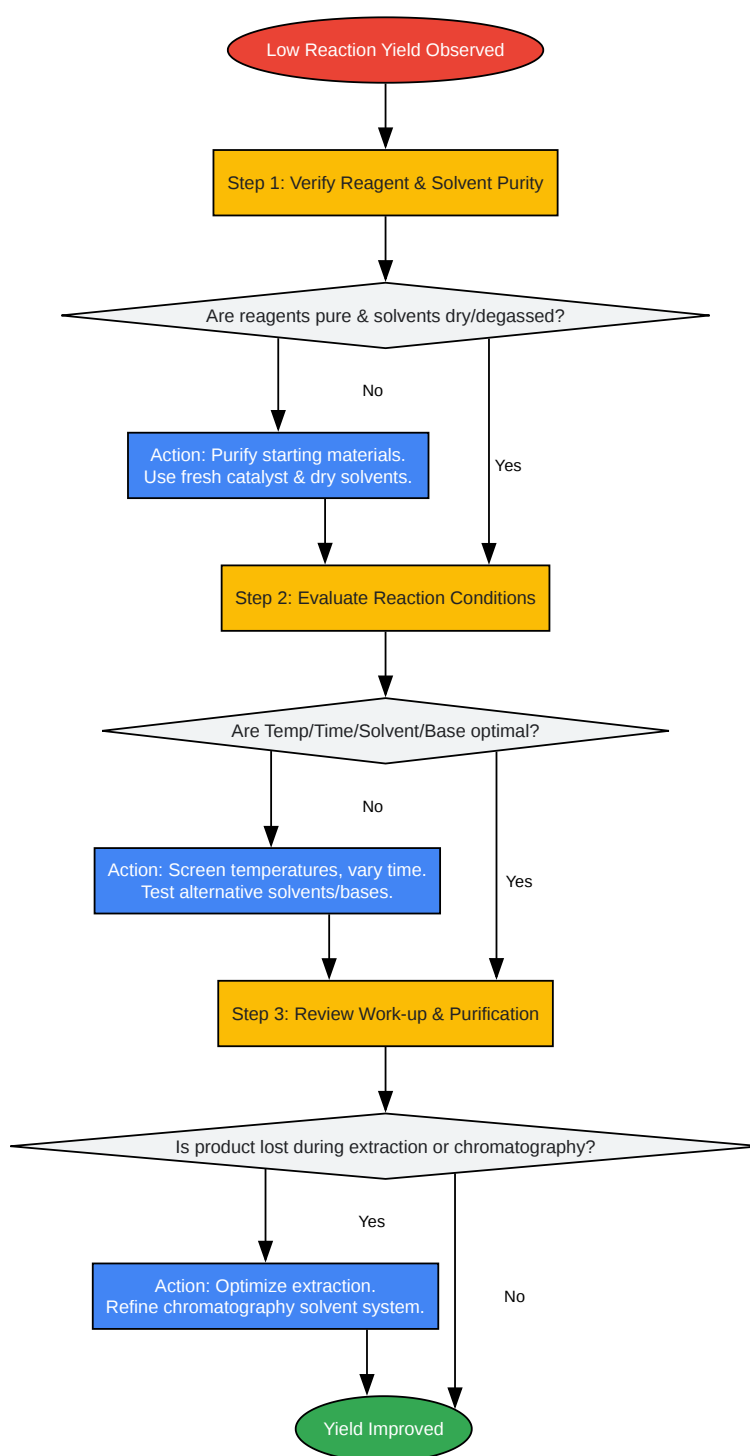 Low Reaction Yield Observed
Step 1: Verify Reagent & Solvent Purity
Are reagents pure & solvents dry/degassed?
No
Action: Purify starting materials.
Use fresh catalyst & dry solvents.
Yes
Step 2: Evaluate Reaction Conditions
Are Temp/Time/Solvent/Base optimal?
No
Action: Screen temperatures, vary time.
Test alternative solvents/bases.
Yes
Step 3: Review Work-up & Purification
Is product lost during extraction or chromatography?
Yes
Action: Optimize extraction.
Refine chromatography solvent system.
No
Yield Improved